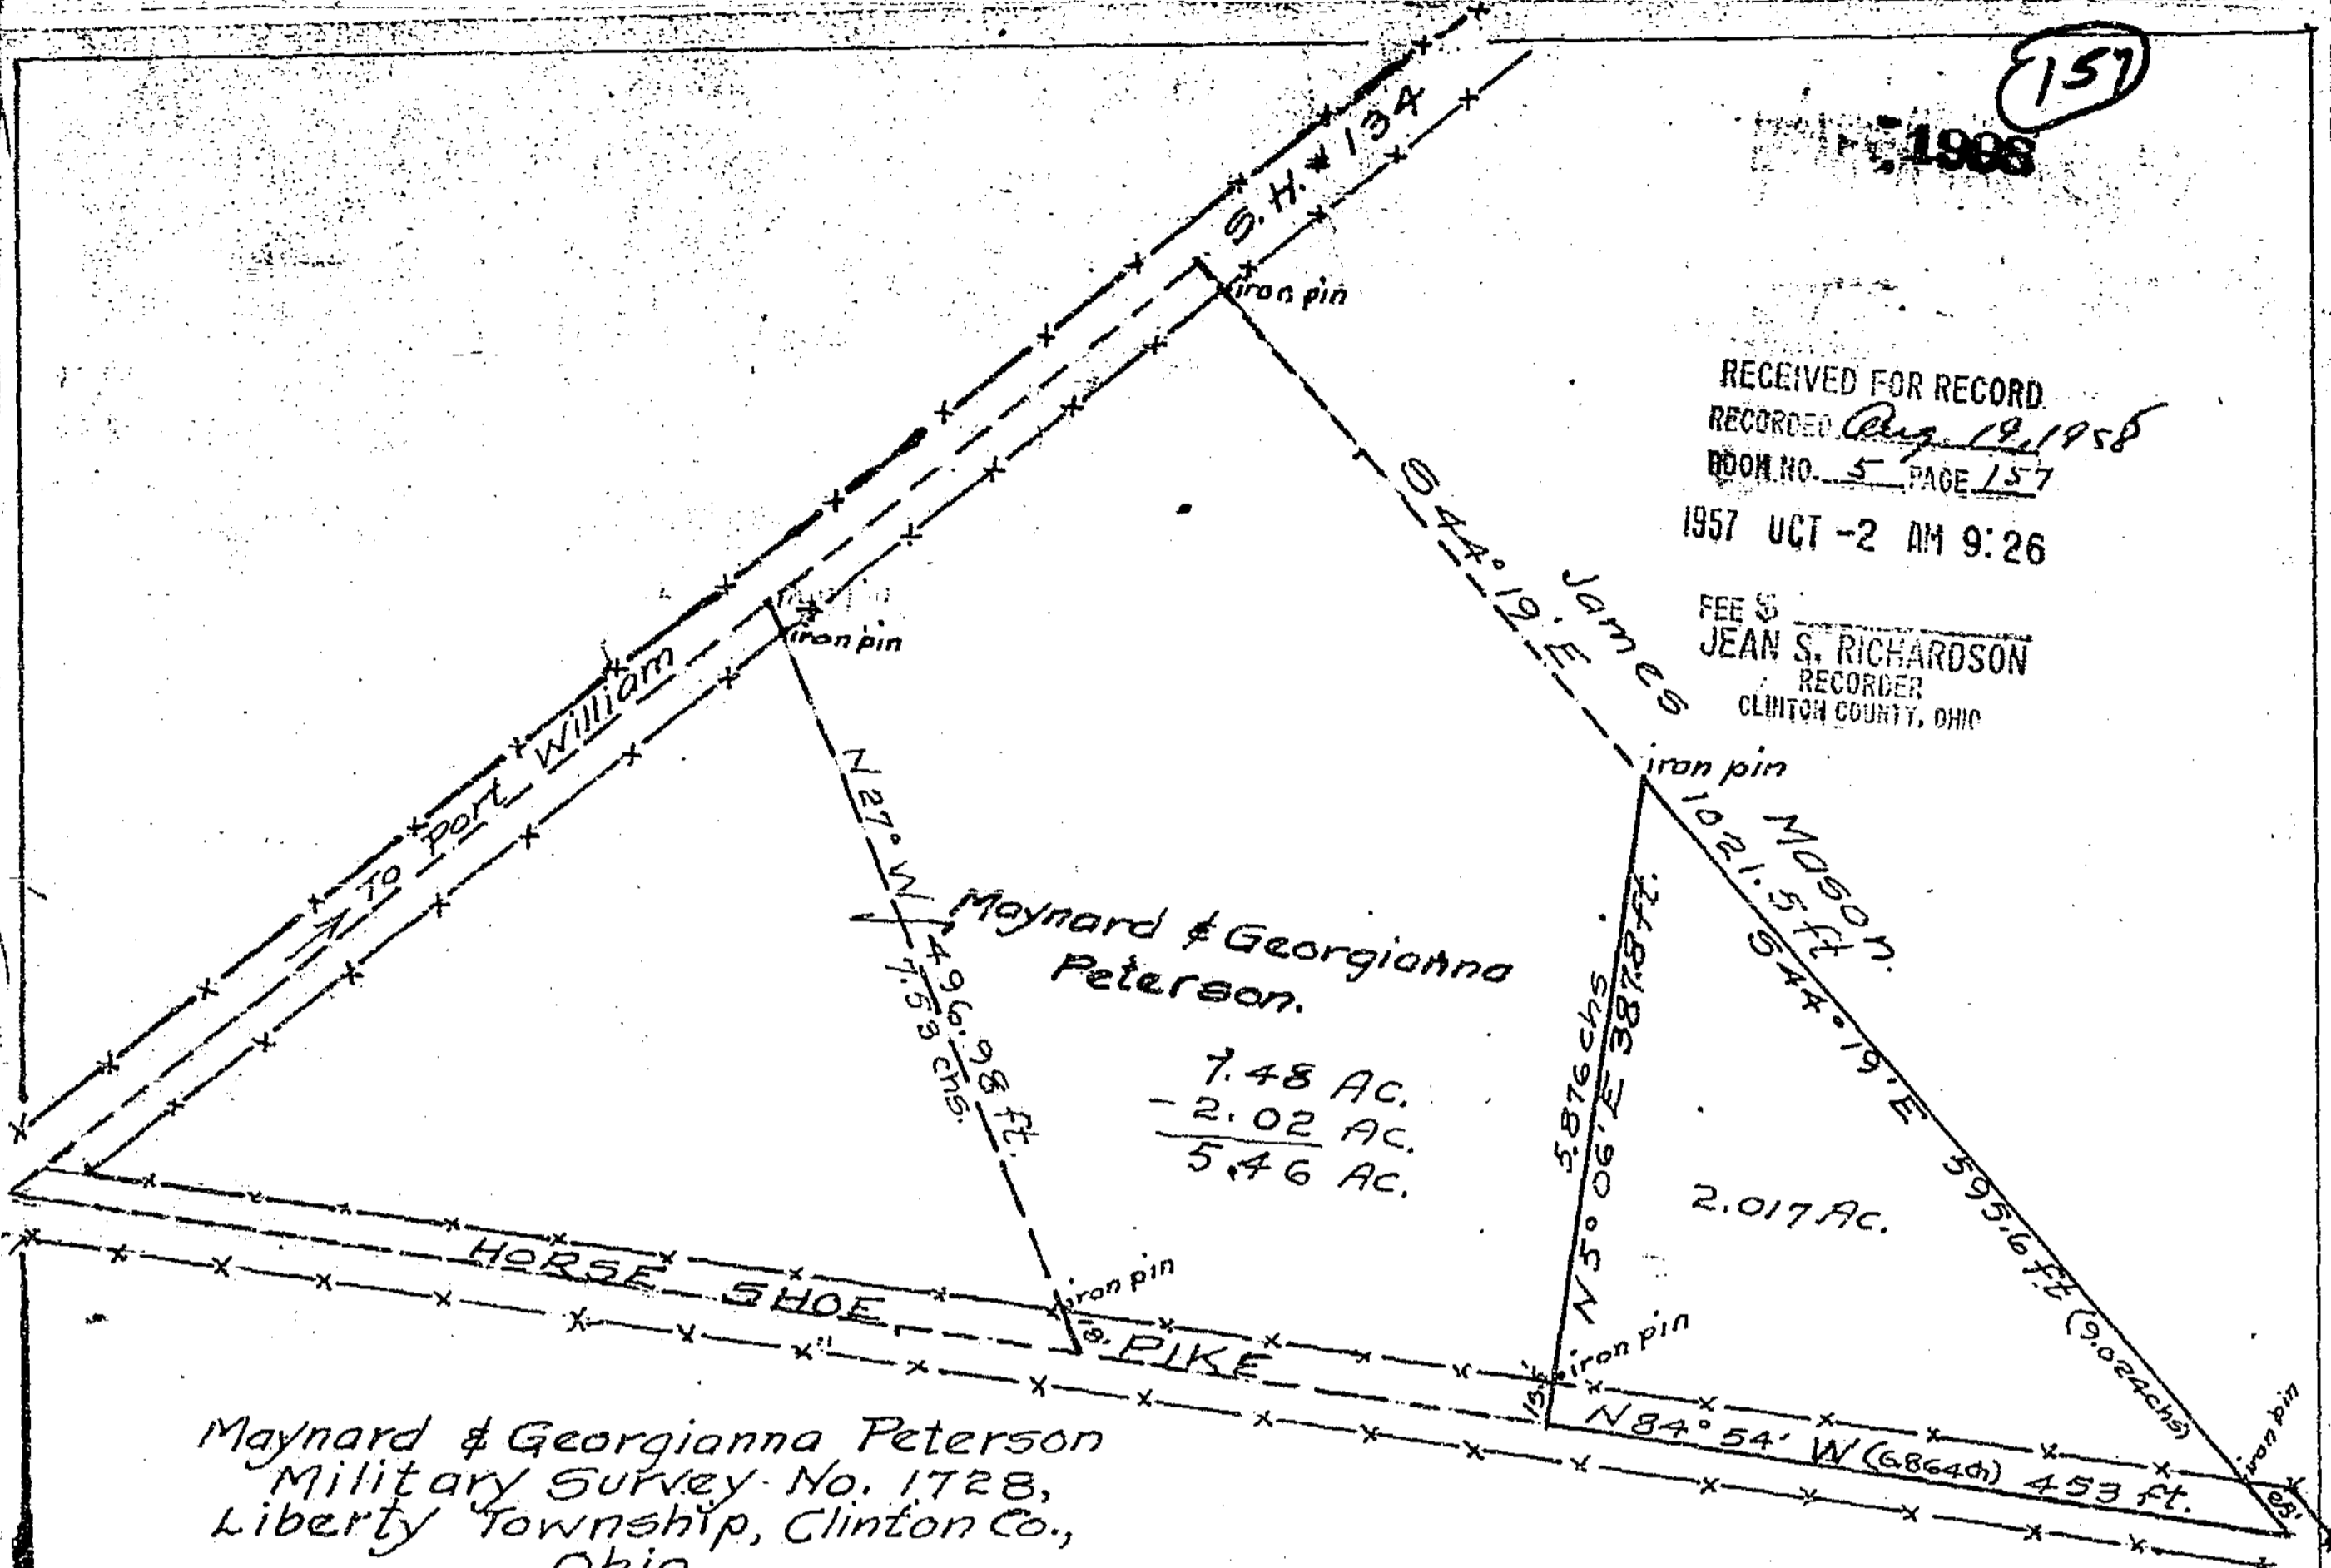 157
1908
S.H. # 134
iron pin
RECEIVED FOR RECORD
RECORDED Aug. 19, 1958
BOOK NO. 5 PAGE 157
1957 OCT -2 AM 9:26
FEE $
JEAN S. RICHARDSON
RECORDER
CLINTON COUNTY, OHIO
S 44° 19' E
James
Mason.
iron pin
To Port William
iron pin
N 27° W
496.98 ft.
7.53 chs.
Maynard & Georgianna
Peterson.
7.48 Ac.
- 2.02 Ac.
5.46 Ac.
1021.5 ft
S 44° 19' E 595.6 ft (9.024chs)
5.876 chs
N 5° 06' E 387.8 ft.
2.017 Ac.
iron pin
iron pin
iron pin
HORSE SHOE PIKE
N 84° 54' W (6.864ch) 453 ft.
Maynard & Georgianna Peterson
Military Survey No. 1728,
Liberty Township, Clinton Co.,
Ohio